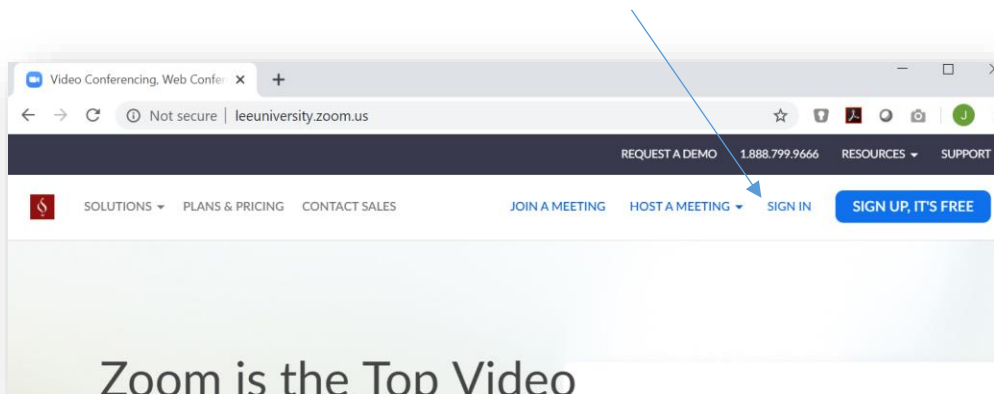 Video Conferencing, Web Confer
Not secure | leeuniversity.zoom.us
J
REQUEST A DEMO 1.888.799.9666 RESOURCES SUPPORT
SOLUTIONS PLANS & PRICING CONTACT SALES JOIN A MEETING HOST A MEETING SIGN IN SIGN UP, IT'S FREE
Zoom is the Top Video